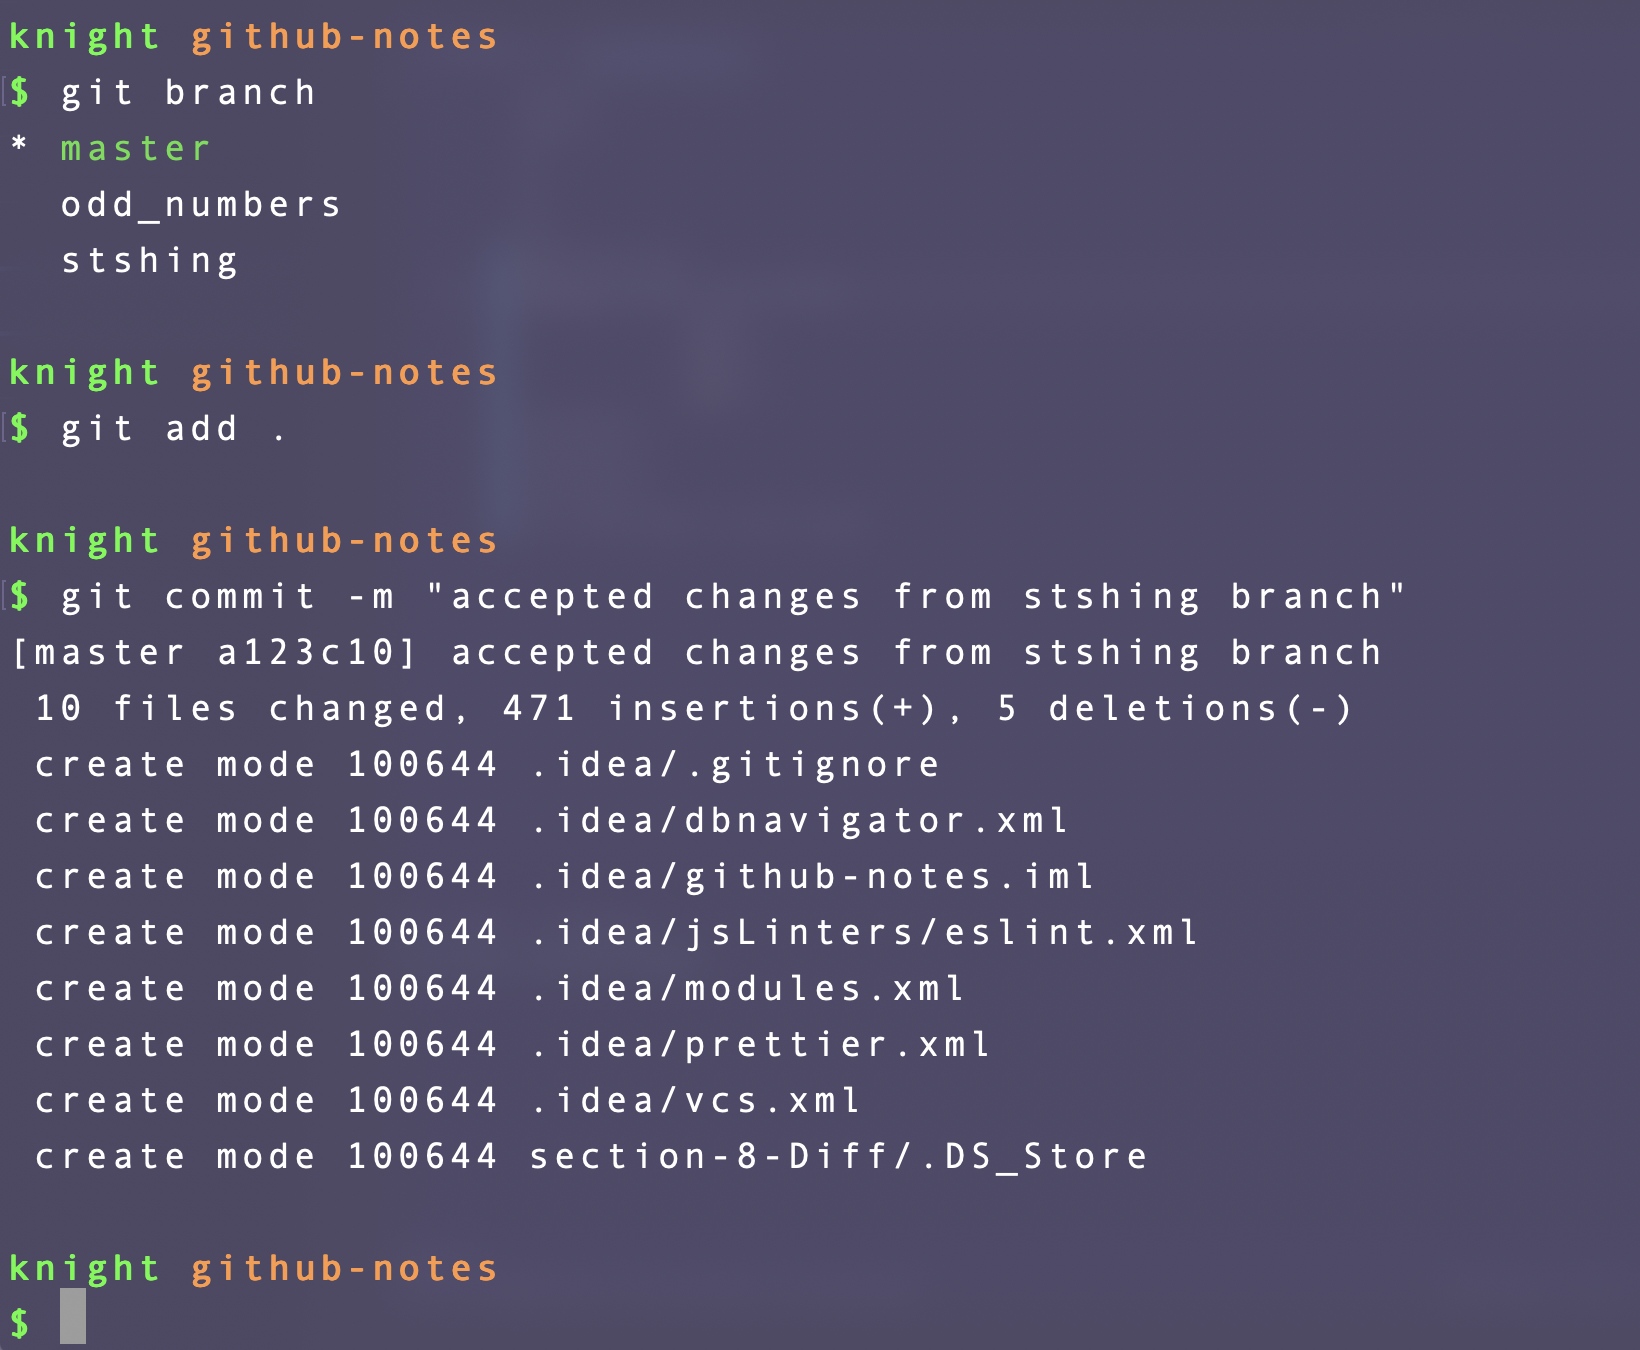 knight github-notes
$ git branch
* master
  odd_numbers
  stshing
knight github-notes
$ git add .
knight github-notes
$ git commit -m "accepted changes from stshing branch"
[master a123c10] accepted changes from stshing branch
 10 files changed, 471 insertions(+), 5 deletions(-)
 create mode 100644 .idea/.gitignore
 create mode 100644 .idea/dbnavigator.xml
 create mode 100644 .idea/github-notes.iml
 create mode 100644 .idea/jsLinters/eslint.xml
 create mode 100644 .idea/modules.xml
 create mode 100644 .idea/prettier.xml
 create mode 100644 .idea/vcs.xml
 create mode 100644 section-8-Diff/.DS_Store
knight github-notes
$